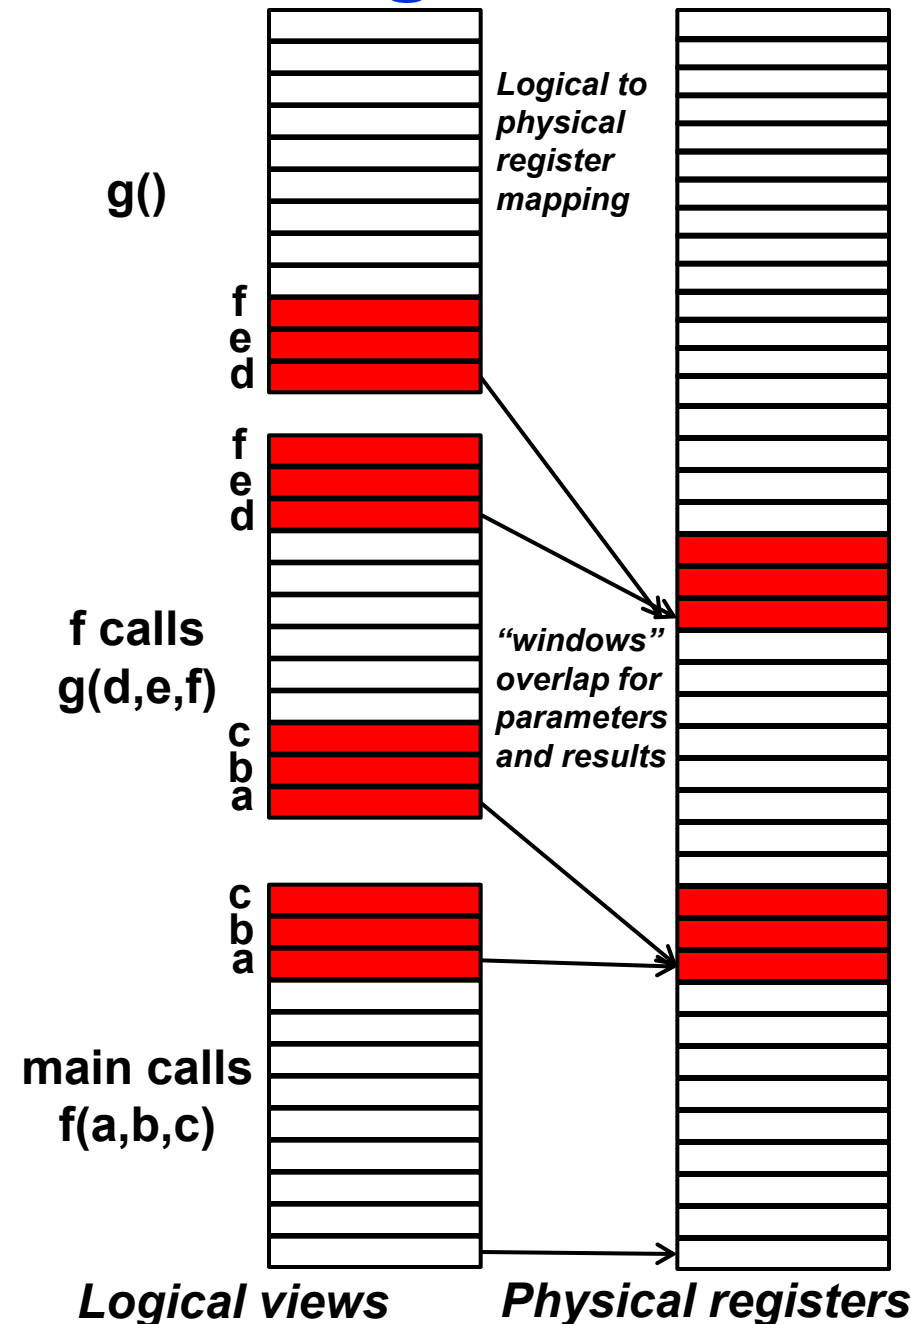 Logical to
physical
register
mapping
g()
f
e
d
f
e
d
f calls
g(d,e,f)
“windows”
overlap for
parameters
and results
c
b
a
c
b
a
main calls
f(a,b,c)
Logical views
Physical registers